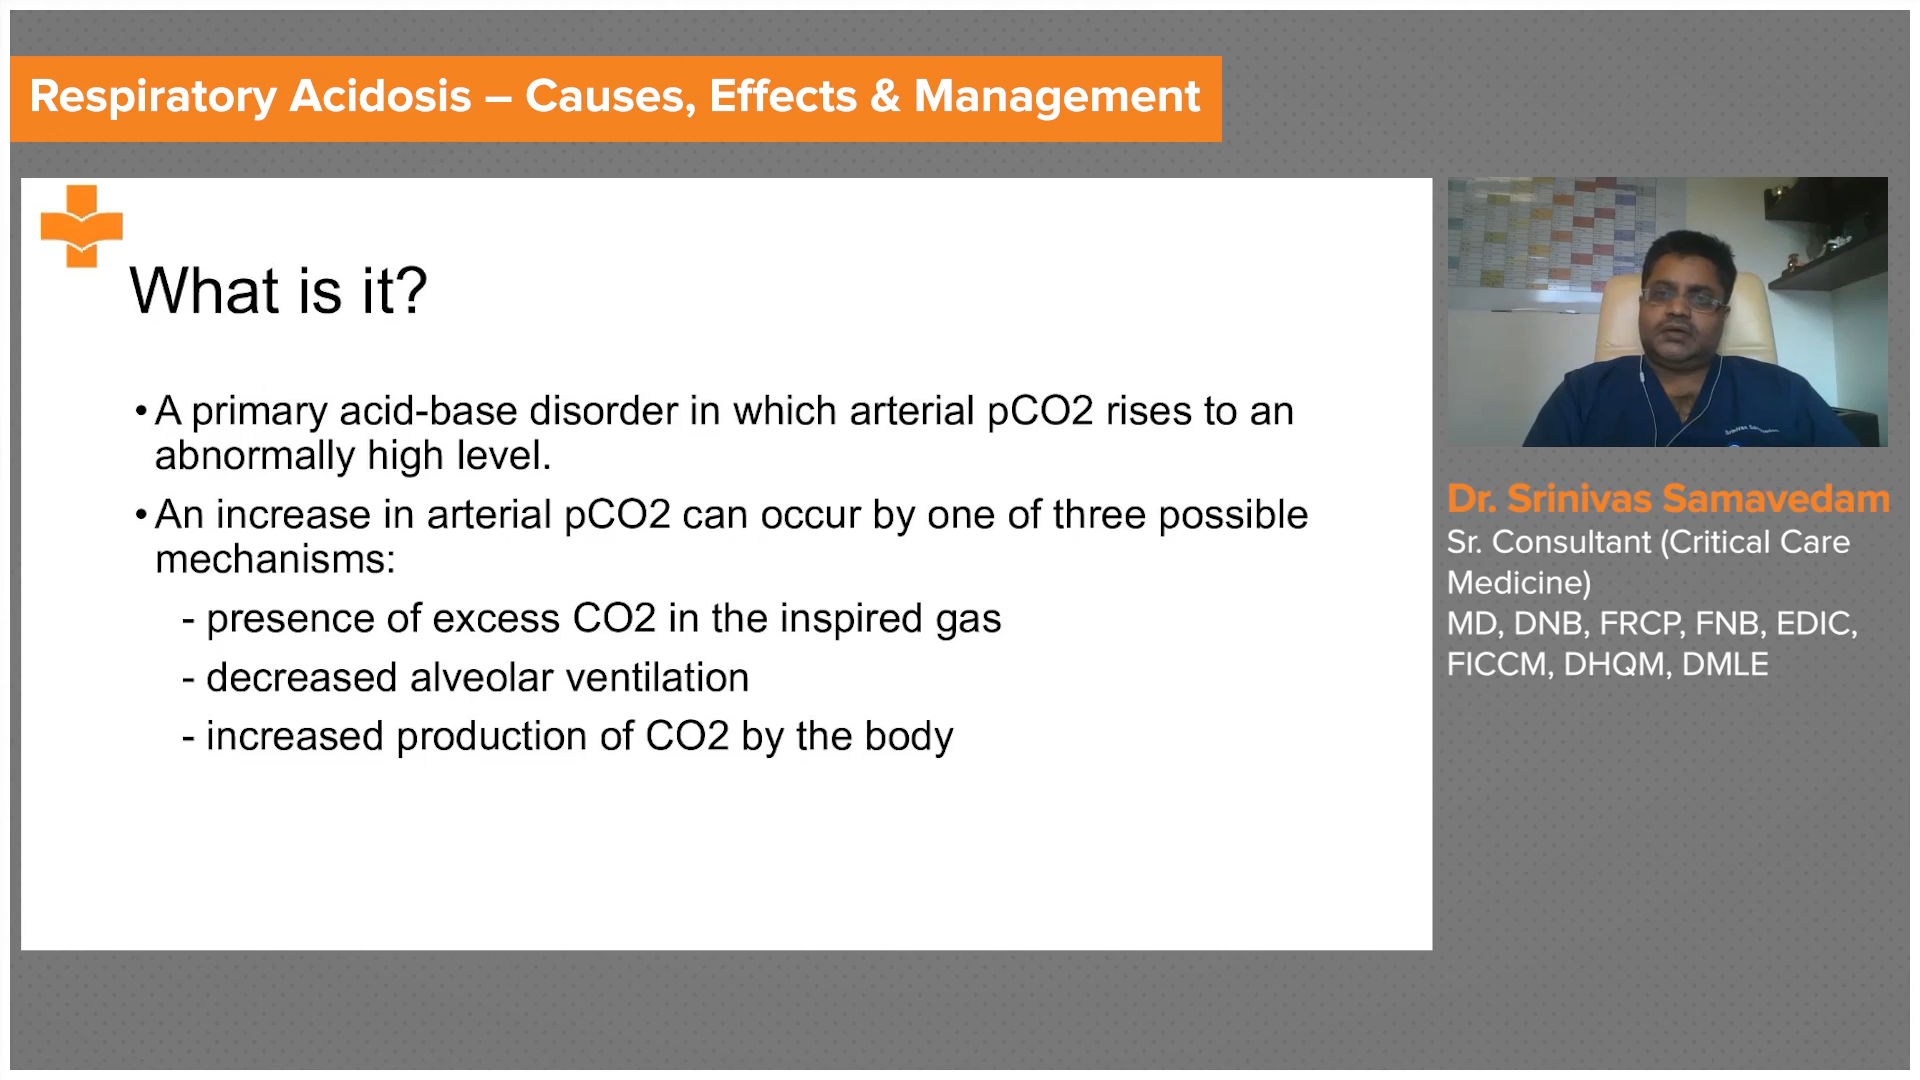 Respiratory Acidosis – Causes, Effects & Management
What is it?
• A primary acid-base disorder in which arterial pCO2 rises to an
abnormally high level.
• An increase in arterial pCO2 can occur by one of three possible
mechanisms:
- presence of excess CO2 in the inspired gas
- decreased alveolar ventilation
- increased production of CO2 by the body
Dr. Srinivas Samavedam
Sr. Consultant (Critical Care
Medicine)
MD, DNB, FRCP, FNB, EDIC,
FICCM, DHQM, DMLE